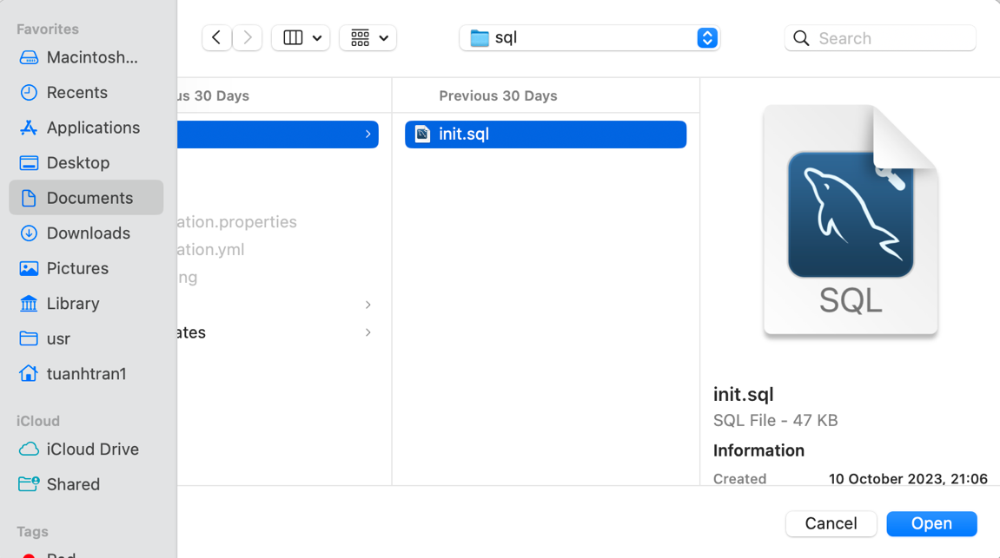 Favorites
Macintosh...
Recents
Applications
Desktop
Documents
Downloads
Pictures
Library
usr
tuanhtran1
iCloud
iCloud Drive
Shared
Tags
Red
sql
Search
us 30 Days
ation.properties
ation.yml
ng
ates
Previous 30 Days
init.sql
SQL
init.sql
SQL File - 47 KB
Information
Created 10 October 2023, 21:06
Cancel
Open